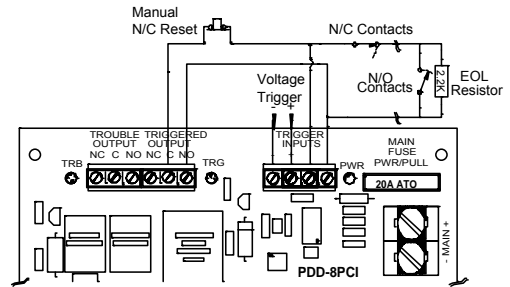 Manual
N/C Reset
N/C Contacts
Voltage
Trigger
- +
N/O
Contacts
2.2K
EOL
Resistor
TROUBLE
OUTPUT
NC C NO
TRIGGERED
OUTPUT
NC C NO
TRIGGER
INPUTS
- +
MAIN
FUSE
PWR/PULL
TRB
TRG
PWR
20A ATO
- MAIN +
PDD-8PCI